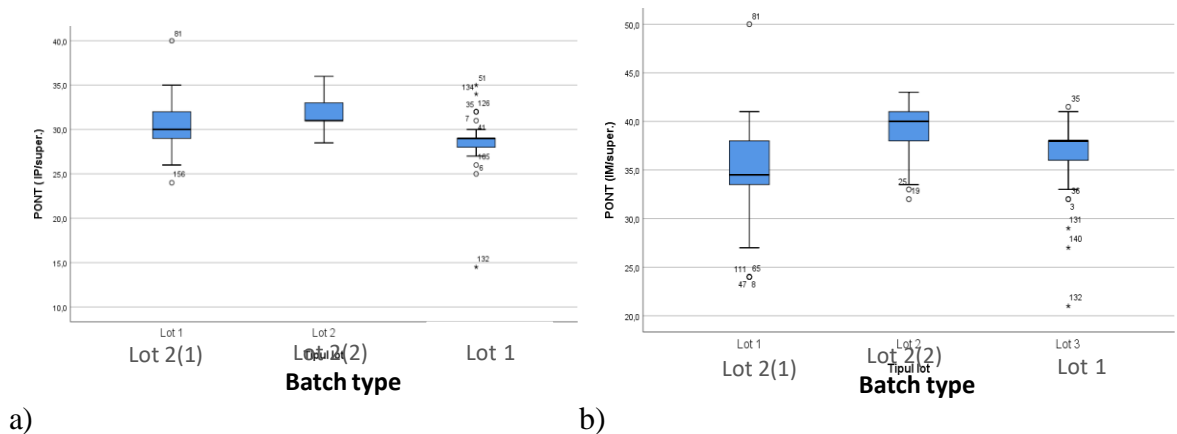 40,0
35,0
30,0
25,0
20,0
15,0
10,0
PONT ( IP/super.)
81
156
51
134
35 126
7 41
165
6
132
Lot 1
Lot 2
Tipul lot
Lot 2(1)
Lot 2(2)
Lot 1
Batch type
a)
50,0
45,0
40,0
35,0
30,0
25,0
20,0
PONT (IM/super.)
81
111 65
47 8
25
19
35
36
3
131
140
132
Lot 1
Lot 2
Lot 3
Lot 2(1)
Lot 2(2)
Lot 1
Tipul lot
Batch type
b)